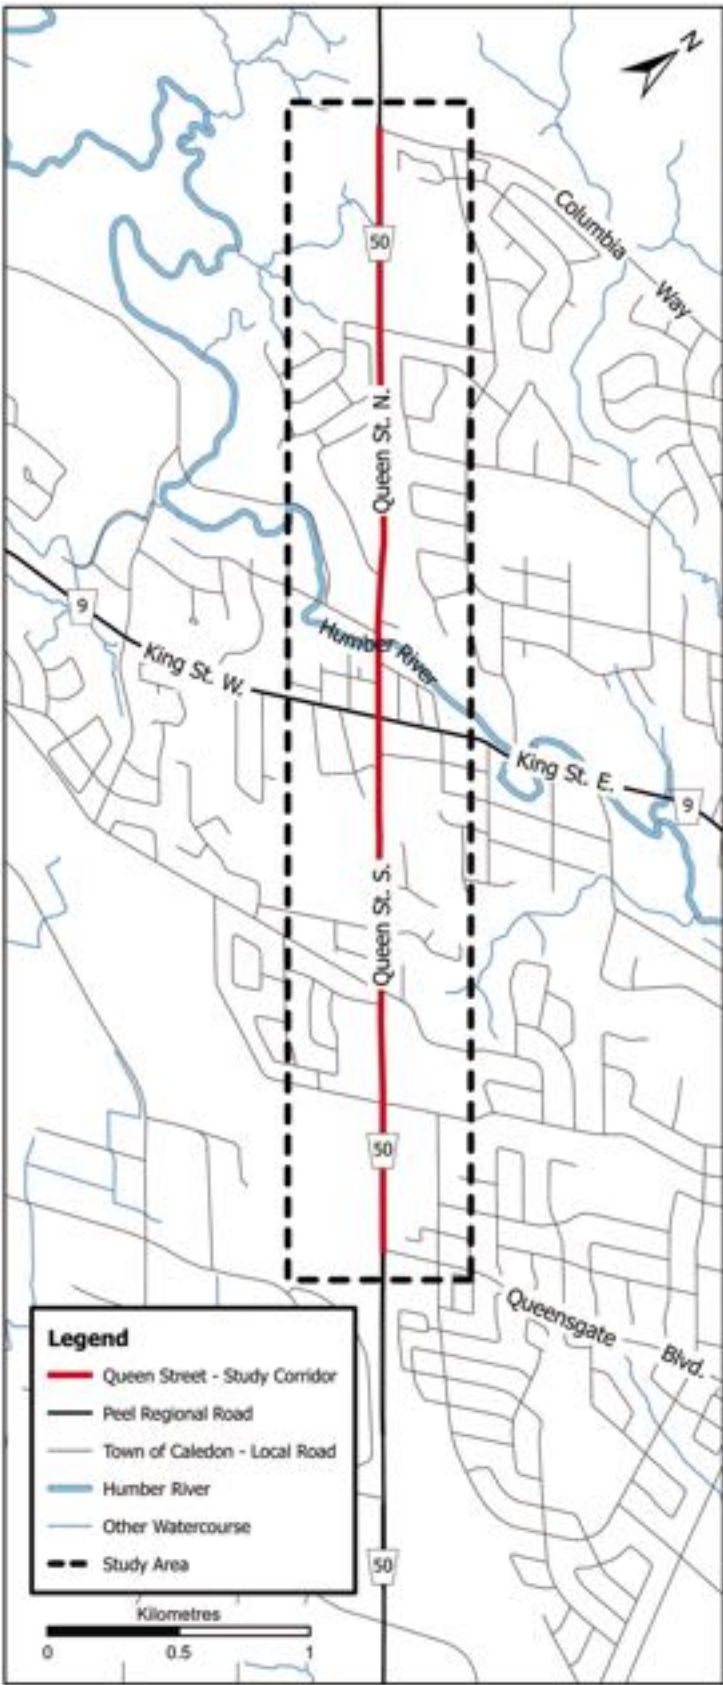 N
Columbia
Way
50
Queen St. N.
9
King St. W.
Humber River
King St. E.
9
Queen St. S.
50
Queensgate
Blvd.
Legend
Queen Street - Study Corridor
Peel Regional Road
Town of Caledon - Local Road
Humber River
Other Watercourse
Study Area
50
Kilometres
0 0.5 1